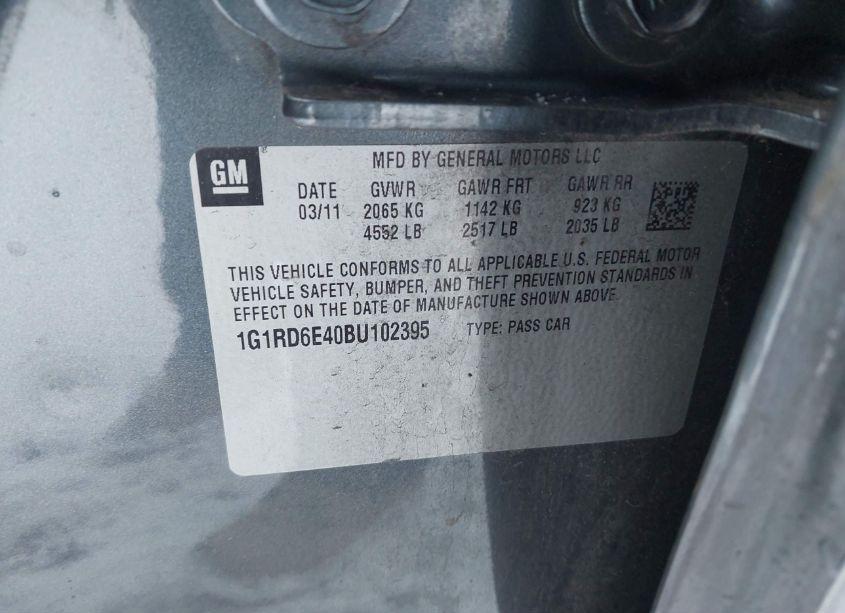 GM
MFD BY GENERAL MOTORS LLC
DATE GVWR GAWR FRT GAWR RR
03/11 2065 KG 1142 KG 923 KG
4552 LB 2517 LB 2035 LB
THIS VEHICLE CONFORMS TO ALL APPLICABLE U.S. FEDERAL MOTOR
VEHICLE SAFETY, BUMPER, AND THEFT PREVENTION STANDARDS IN
EFFECT ON THE DATE OF MANUFACTURE SHOWN ABOVE.
1G1RD6E40BU102395 TYPE: PASS CAR